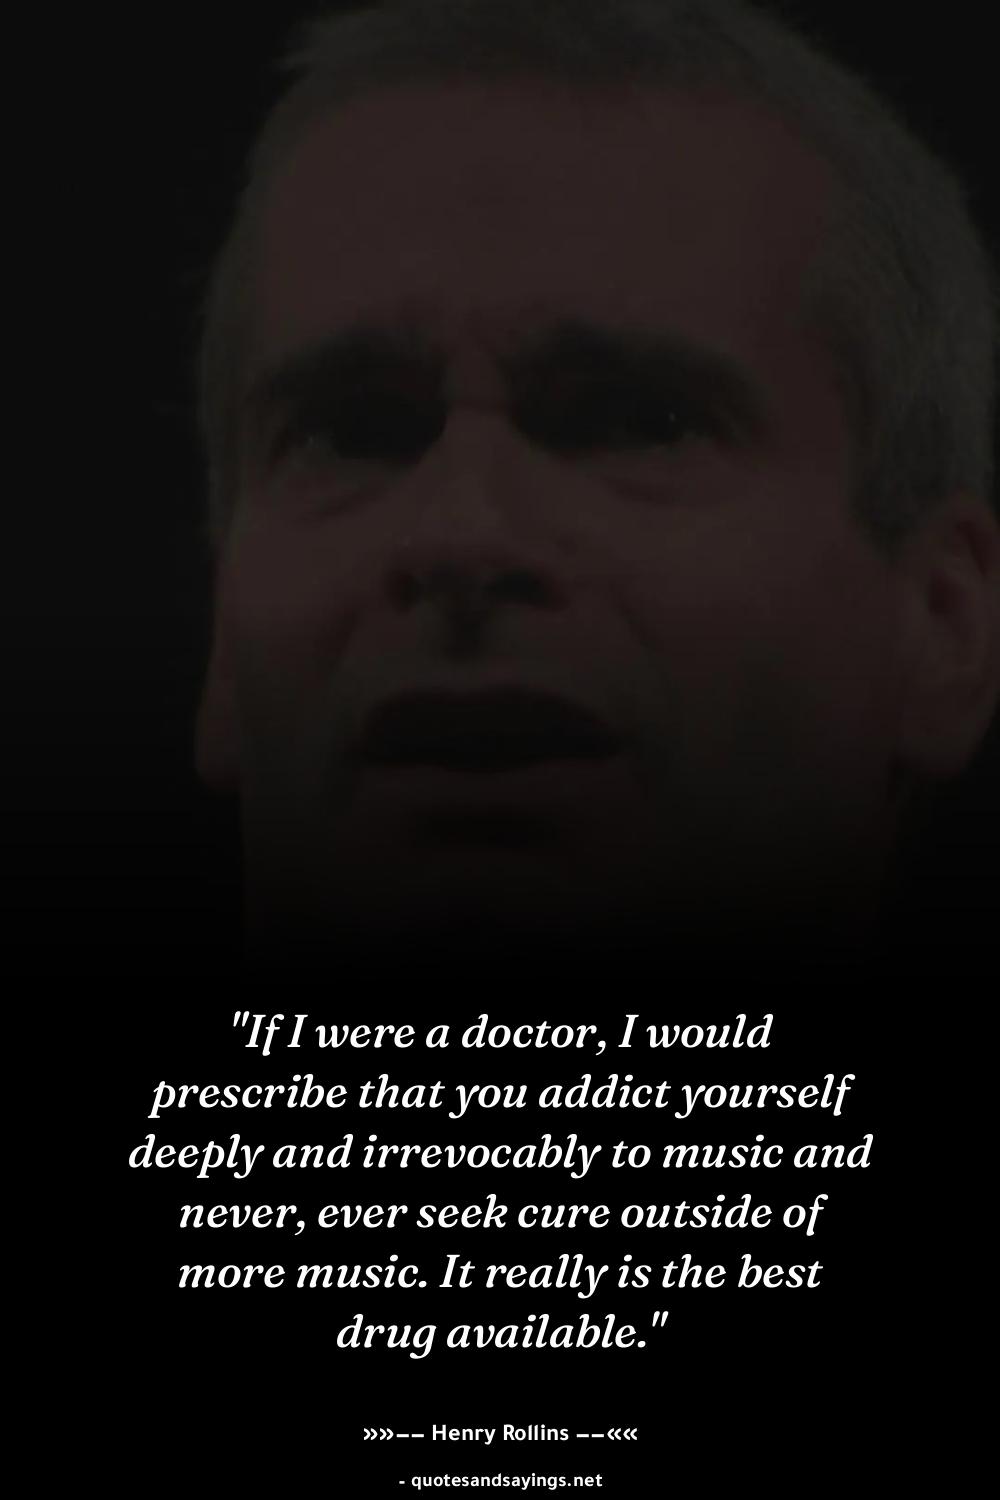 "If I were a doctor, I would
prescribe that you addict yourself
deeply and irrevocably to music and
never, ever seek cure outside of
more music. It really is the best
drug available."
»»−− Henry Rollins −−««
- quotesandsayings.net